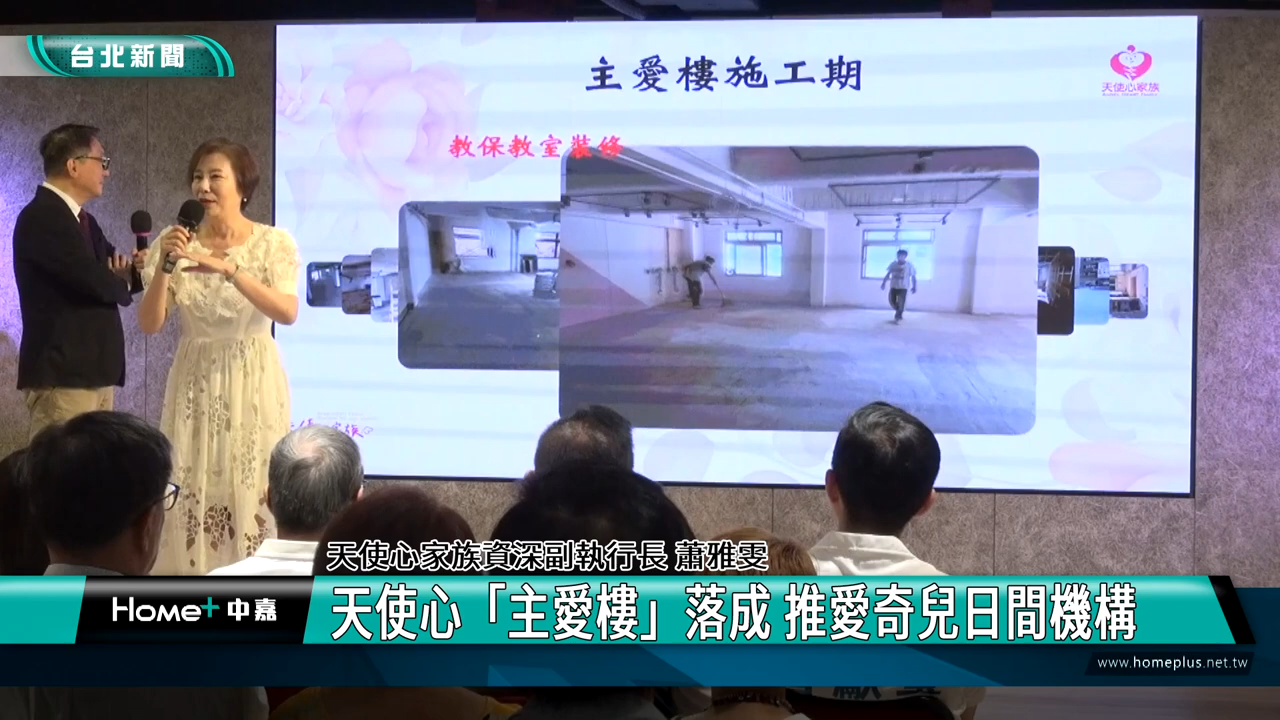 台北新聞
主愛樓施工期
天使心家族
教保教室裝修
天使心家族資深副執行長 蕭雅雯
Home+ 中嘉
天使心「主愛樓」落成 推愛奇兒日間機構
www.homeplus.net.tw